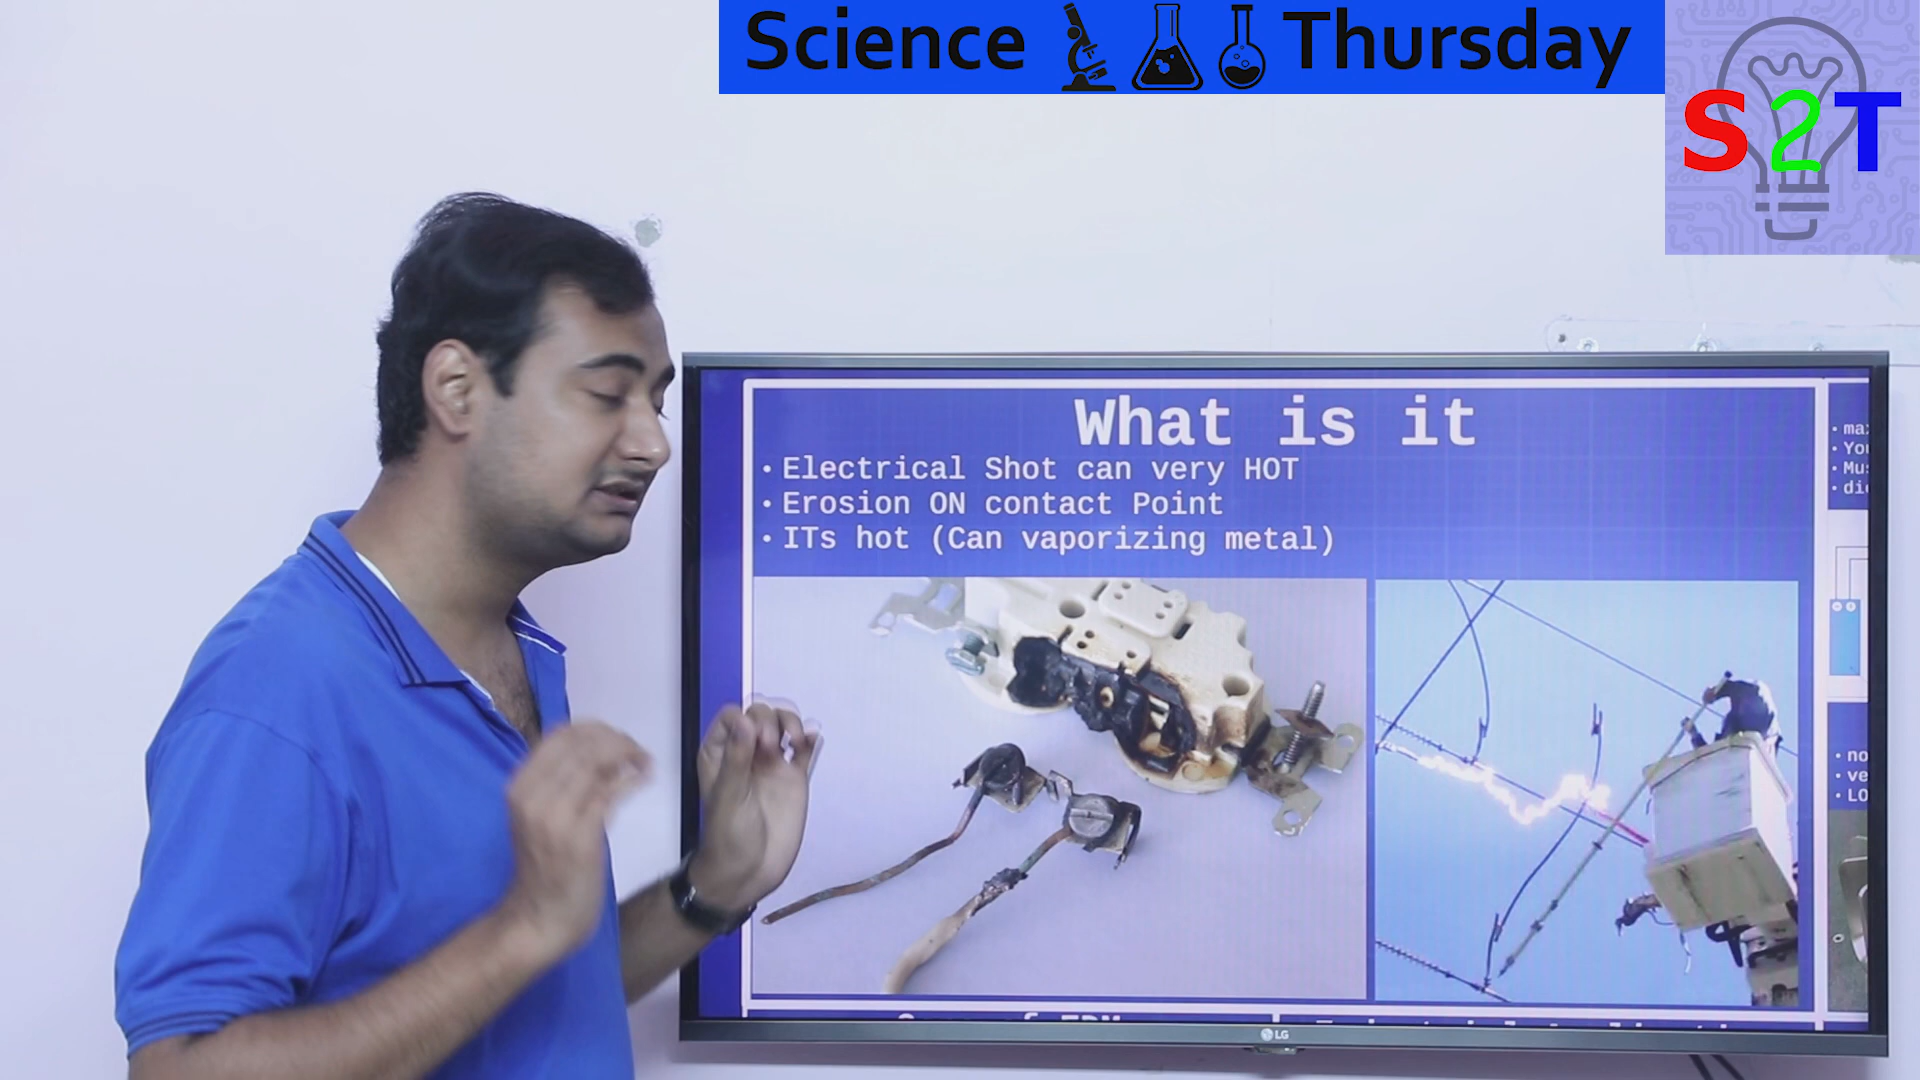 Science Thursday
S2T
What is it
• Electrical Shot can very HOT
• Erosion ON contact Point
• ITs hot (Can vaporizing metal)
LG